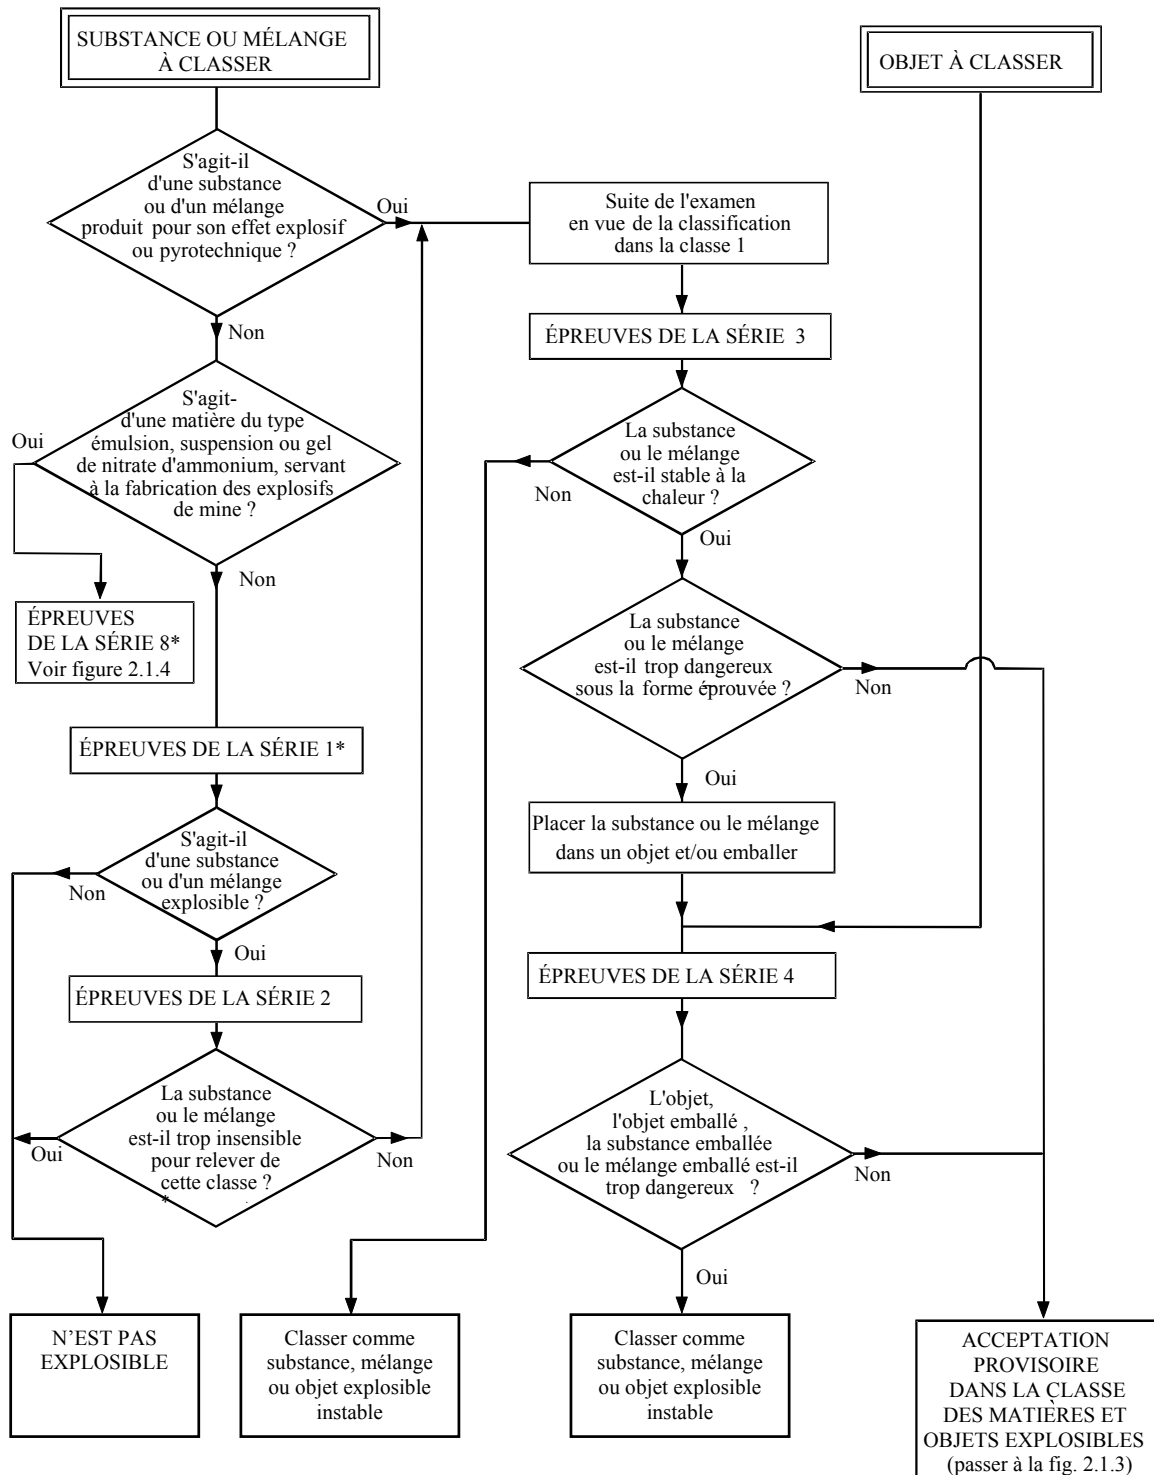 SUBSTANCE OU MÉLANGE
À CLASSER
OBJET À CLASSER
S'agit-il
d'une substance
ou d'un mélange
produit pour son effet explosif
ou pyrotechnique ?
Oui
Non
Suite de l'examen
en vue de la classification
dans la classe 1
ÉPREUVES DE LA SÉRIE 3
S'agit-
d'une matière du type
émulsion, suspension ou gel
de nitrate d'ammonium, servant
à la fabrication des explosifs
de mine ?
Oui
Non
La substance
ou le mélange
est-il stable à la
chaleur ?
Non
Oui
ÉPREUVES
DE LA SÉRIE 8*
Voir figure 2.1.4
La substance
ou le mélange
est-il trop dangereux
sous la forme éprouvée ?
Non
Oui
ÉPREUVES DE LA SÉRIE 1*
Placer la substance ou le mélange
dans un objet et/ou emballer
S'agit-il
d'une substance
ou d'un mélange
explosible ?
Non
Oui
ÉPREUVES DE LA SÉRIE 2
ÉPREUVES DE LA SÉRIE 4
La substance
ou le mélange
est-il trop insensible
pour relever de
cette classe ?
*
Oui
Non
L'objet,
l'objet emballé ,
la substance emballée
ou le mélange emballé est-il
trop dangereux ?
Non
Oui
N'EST PAS
EXPLOSIBLE
Classer comme
substance, mélange
ou objet explosible
instable
Classer comme
substance, mélange
ou objet explosible
instable
ACCEPTATION
PROVISOIRE
DANS LA CLASSE
DES MATIÈRES ET
OBJETS EXPLOSIBLES
(passer à la fig. 2.1.3)